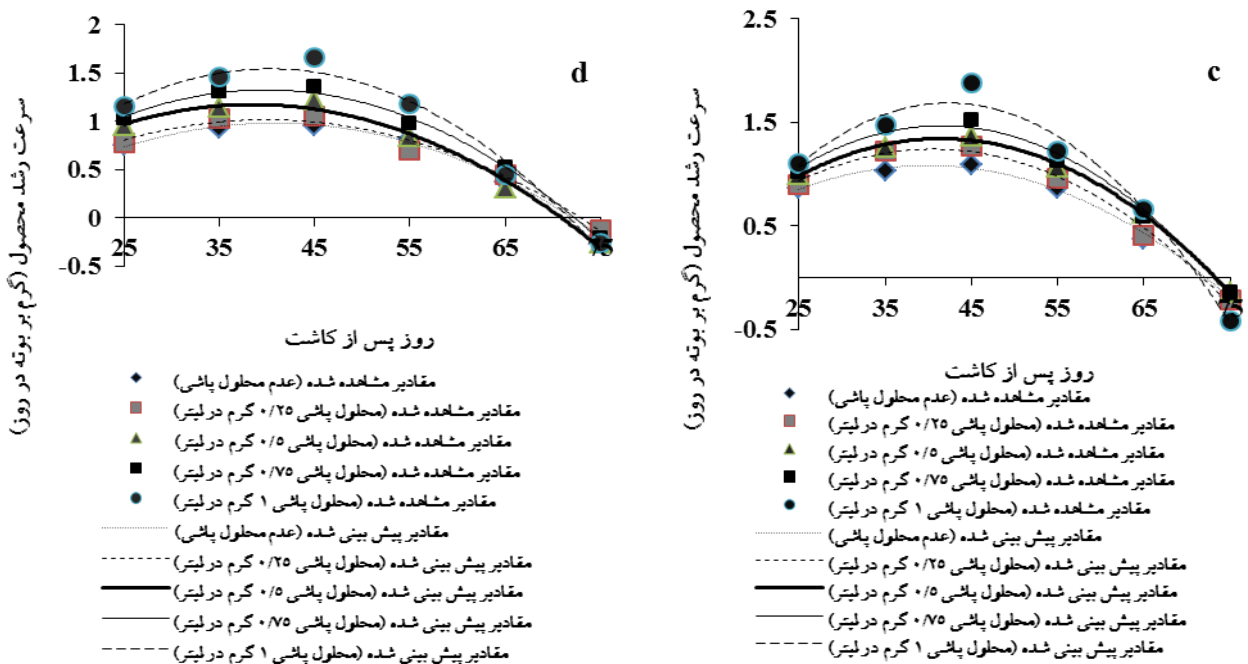 سرعت رشد محصول (گرم بر بوته در روز)
2
1.5
1
0.5
0
-0.5
25 35 45 55 65 75
d
روز پس از کاشت
مقادیر مشاهده شده (عدم محلول پاشی)
مقادیر مشاهده شده (محلول پاشی ۰/۲۵ گرم در لیتر)
مقادیر مشاهده شده (محلول پاشی ۰/۵ گرم در لیتر)
مقادیر مشاهده شده (محلول پاشی ۰/۷۵ گرم در لیتر)
مقادیر مشاهده شده (محلول پاشی ۱ گرم در لیتر)
مقادیر پیش بینی شده (عدم محلول پاشی)
مقادیر پیش بینی شده (محلول پاشی ۰/۲۵ گرم در لیتر)
مقادیر پیش بینی شده (محلول پاشی ۰/۵ گرم در لیتر)
مقادیر پیش بینی شده (محلول پاشی ۰/۷۵ گرم در لیتر)
مقادیر پیش بینی شده (محلول پاشی ۱ گرم در لیتر)
سرعت رشد محصول (گرم بر بوته در روز)
2.5
1.5
0.5
-0.5
25 35 45 55 65 75
c
روز پس از کاشت
مقادیر مشاهده شده (عدم محلول پاشی)
مقادیر مشاهده شده (محلول پاشی ۰/۲۵ گرم در لیتر)
مقادیر مشاهده شده (محلول پاشی ۰/۵ گرم در لیتر)
مقادیر مشاهده شده (محلول پاشی ۰/۷۵ گرم در لیتر)
مقادیر مشاهده شده (محلول پاشی ۱ گرم در لیتر)
مقادیر پیش بینی شده (عدم محلول پاشی)
مقادیر پیش بینی شده (محلول پاشی ۰/۲۵ گرم در لیتر)
مقادیر پیش بینی شده (محلول پاشی ۰/۵ گرم در لیتر)
مقادیر پیش بینی شده (محلول پاشی ۰/۷۵ گرم در لیتر)
مقادیر پیش بینی شده (محلول پاشی ۱ گرم در لیتر)